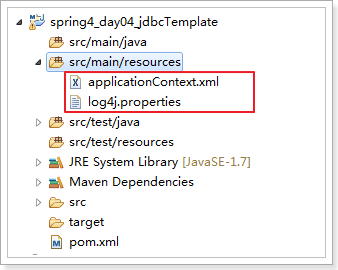 spring4_day04_jdbcTemplate
src/main/java
src/main/resources
applicationContext.xml
log4j.properties
src/test/java
src/test/resources
JRE System Library [JavaSE-1.7]
Maven Dependencies
src
target
pom.xml